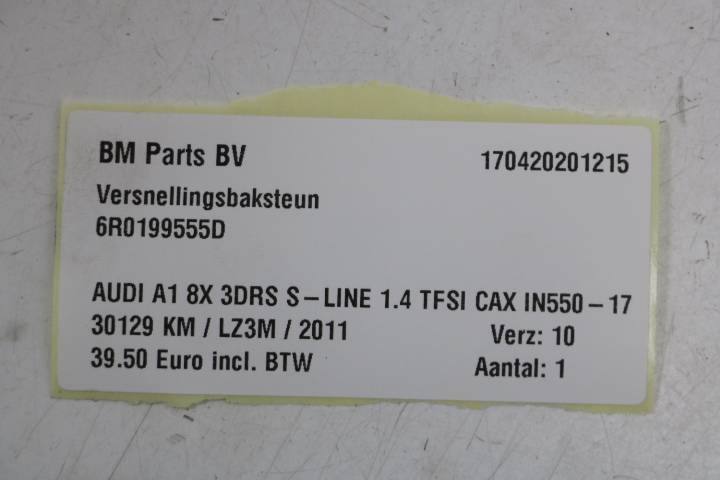 BM Parts BV 170420201215
Versnellingsbaksteun
6R0199555D
AUDI A1 8X 3DRS S-LINE 1.4 TFSI CAX IN550-17
30129 KM / LZ3M / 2011 Verz: 10
39.50 Euro incl. BTW Aantal: 1